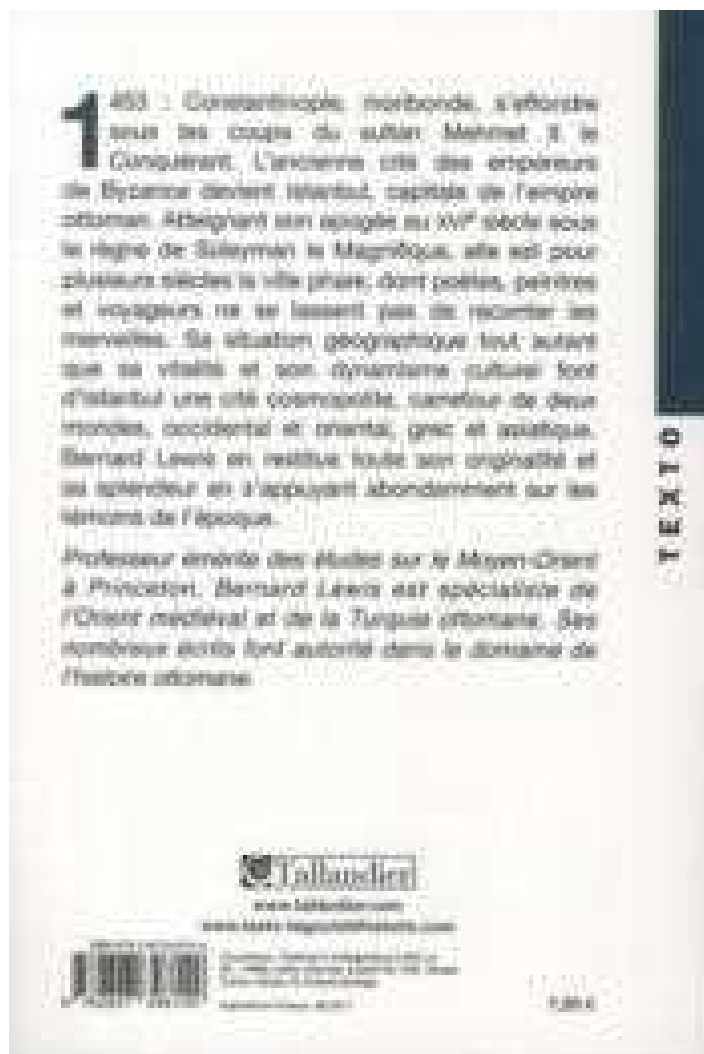 1453 : Constantinople, moribonde, s'effondre
sous les coups du sultan Mehmet II le
Conquérant. L'ancienne cité des empereurs
de Byzance devient Istanbul, capitale de l'empire
ottoman. Atteignant son apogée au XVIe siècle sous
le règne de Süleyman le Magnifique, elle est pour
plusieurs siècles la ville phare, dont poètes, peintres
et voyageurs ne se lassent pas de raconter les
merveilles. Sa situation géographique tout autant
que sa vitalité et son dynamisme culturel font
d'Istanbul une cité cosmopolite, carrefour de deux
mondes, occidental et oriental, grec et asiatique.
Bernard Lewis en restitue toute son originalité et
sa splendeur en s'appuyant abondamment sur les
témoins de l'époque.
Professeur émérite des études sur le Moyen-Orient
à Princeton, Bernard Lewis est spécialiste de
l'Orient médiéval et de la Turquie ottomane. Ses
nombreux écrits font autorité dans le domaine de
l'histoire ottomane.
TEXTO
Tallandier
www.tallandier.com